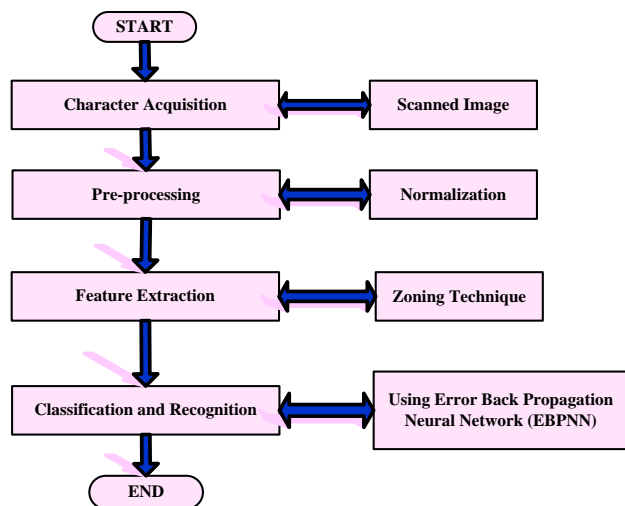 START
Character Acquisition
Scanned Image
Pre-processing
Normalization
Feature Extraction
Zoning Technique
Classification and Recognition
Using Error Back Propagation
Neural Network (EBPNN)
END